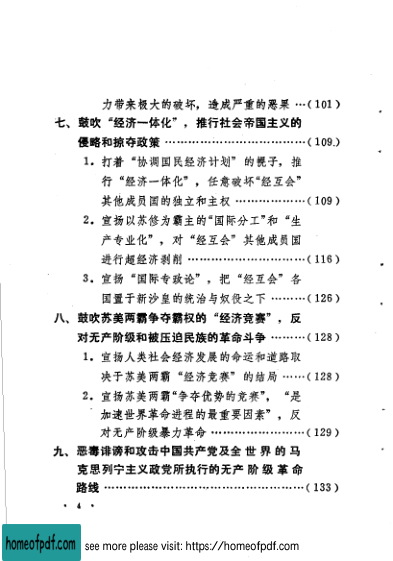 力带来极大的破坏，造成严重的恶果…(101)
七、鼓吹“经济一体化”，推行社会帝国主义的
侵略和掠夺政策……………………………(109)
1．打着“协调国民经济计划”的幌子，推
行“经济一体化”，任意破坏“经互会”
其他成员国的独立和主权………………(109)
2．宣扬以苏修为霸主的“国际分工”和“生
产专业化”，对“经互会”其他成员国
进行超经济剥削…………………………(116)
3．宣扬“国际专政论”，把“经互会”各
国置于新沙皇的统治与奴役之下………(126)
八、鼓吹苏美两霸争夺霸权的“经济竞赛”，反
对无产阶级和被压迫民族的革命斗争………(128)
1．宣扬人类社会经济发展的命运和道路取
决于苏美两霸“经济竞赛”的结局……(128)
2．宣扬苏美两霸“争夺优势的竞赛”，“是
加速世界革命进程的最重要因素”，反
对无产阶级暴力革命……………………(129)
九、恶毒诽谤和攻击中国共产党及全世界的马
克思列宁主义政党所执行的无产阶级革命
路线…………………………………………(133)
· 4 ·
homeofpdf.com see more please visit: https://homeofpdf.com